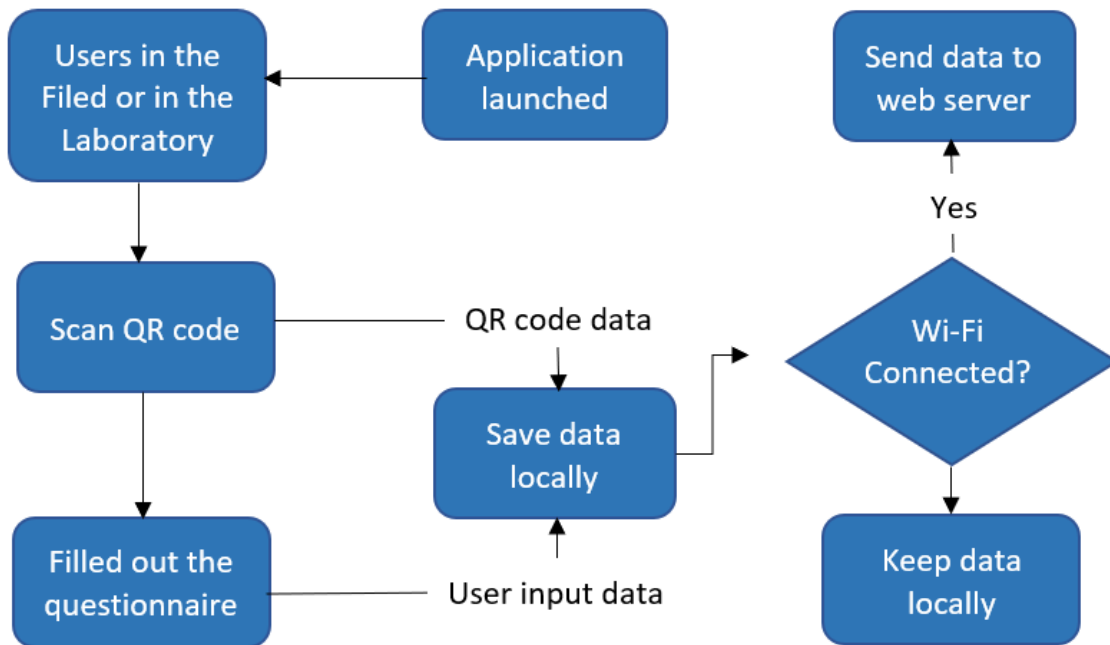 Users in the
Filed or in the
Laboratory
Application
launched
Send data to
web server
Yes
Scan QR code
QR code data
Wi-Fi
Connected?
Save data
locally
Filled out the
questionnaire
User input data
Keep data
locally